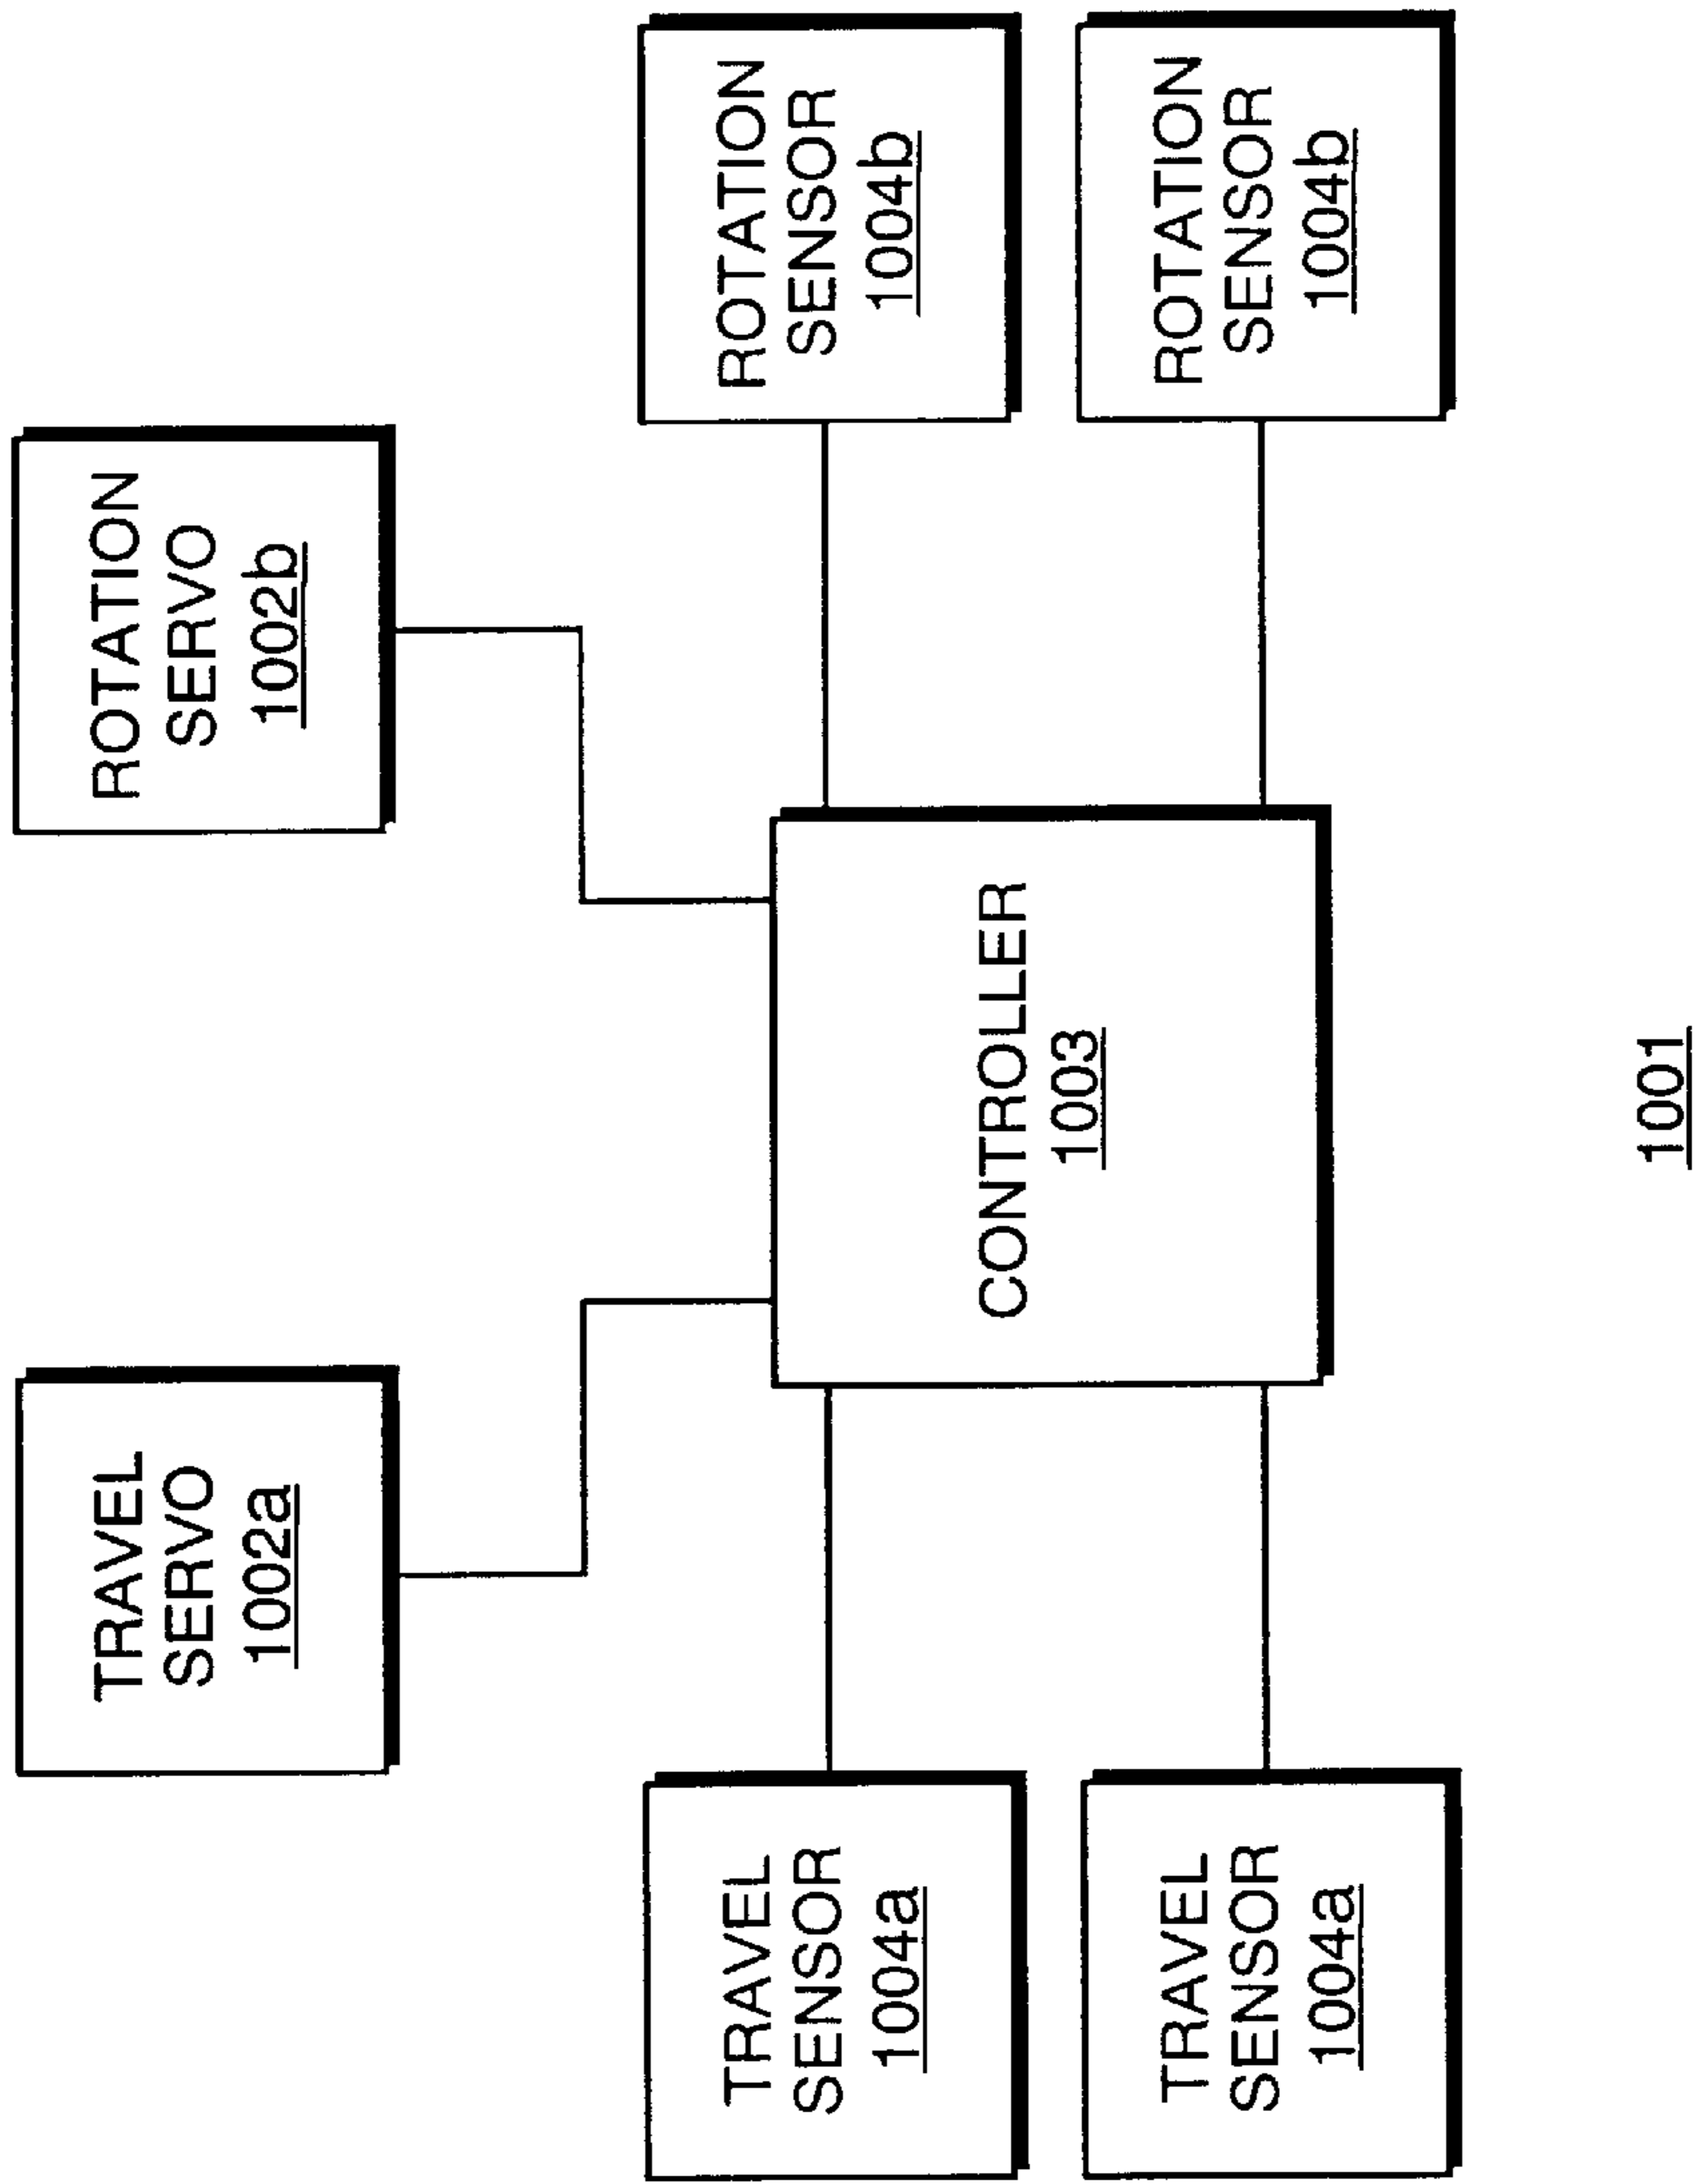 TRAVEL
SERVO
1002a
ROTATION
SERVO
1002b
TRAVEL
SENSOR
1004a
ROTATION
SENSOR
1004b
CONTROLLER
1003
TRAVEL
SENSOR
1004a
ROTATION
SENSOR
1004b
1001